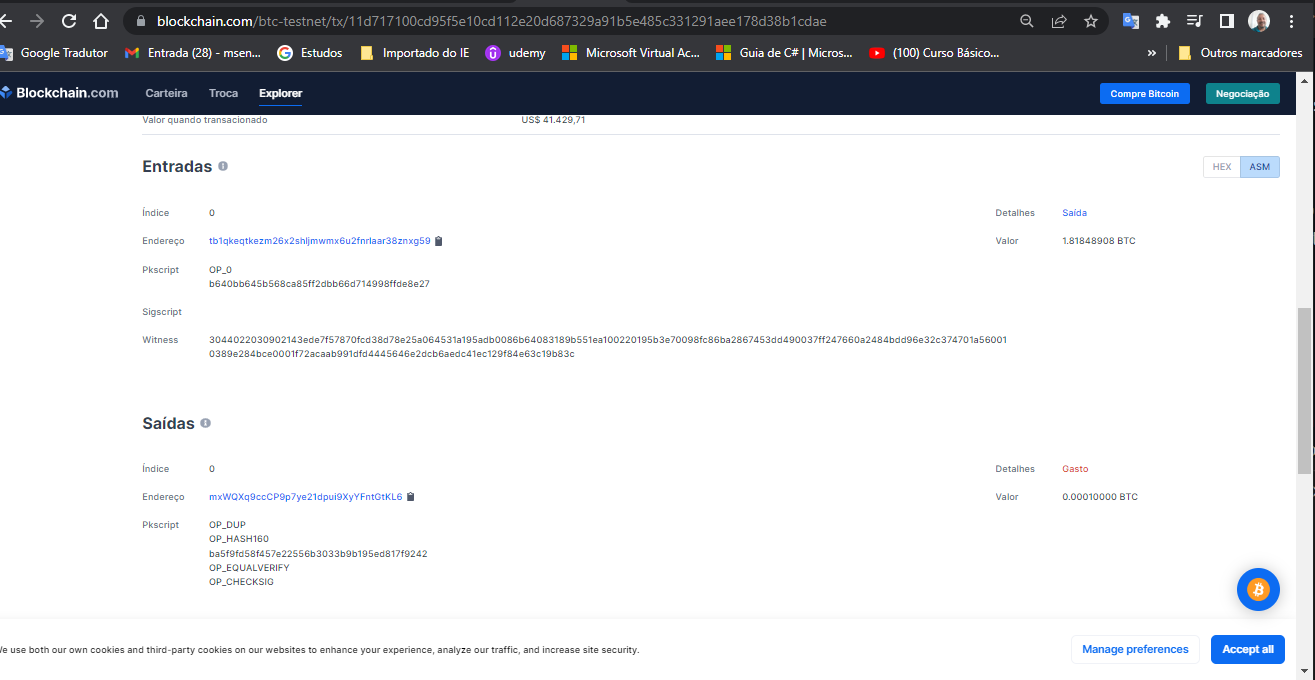 blockchain.com/btc-testnet/tx/11d717100cd95f5e10cd112e20d687329a91b5e485c331291aee178d38b1cdae
Google Tradutor Entrada (28) - msen... Estudos Importado do IE udemy Microsoft Virtual Ac... Guia de C# | Micros... (100) Curso Básico... » Outros marcadores
Blockchain.com Carteira Troca Explorer Compre Bitcoin Negociação
Valor quando transacionado US$ 41.429,71
Entradas HEX ASM
Índice 0 Detalhes Saída
Endereço tb1qkeqtkezm26x2shljmwmx6u2fnrlaar38znxg59 Valor 1.81848908 BTC
Pkscript OP_0
b640bb645b568ca85ff2dbb66d714998ffde8e27
Sigscript
Witness 3044022030902143ede7f57870fcd38d78e25a064531a195adb0086b64083189b551ea100220195b3e70098fc86ba2867453dd490037ff247660a2484bdd96e32c374701a56001
0389e284bce0001f72acaab991dfd4445646e2dcb6aedc41ec129f84e63c19b83c
Saídas
Índice 0 Detalhes Gasto
Endereço mxWQXq9ccCP9p7ye21dpui9XyYFntGtKL6 Valor 0.00010000 BTC
Pkscript OP_DUP
OP_HASH160
ba5f9fd58f457e22556b3033b9b195ed817f9242
OP_EQUALVERIFY
OP_CHECKSIG
use both our own cookies and third-party cookies on our websites to enhance your experience, analyze our traffic, and increase site security. Manage preferences Accept all